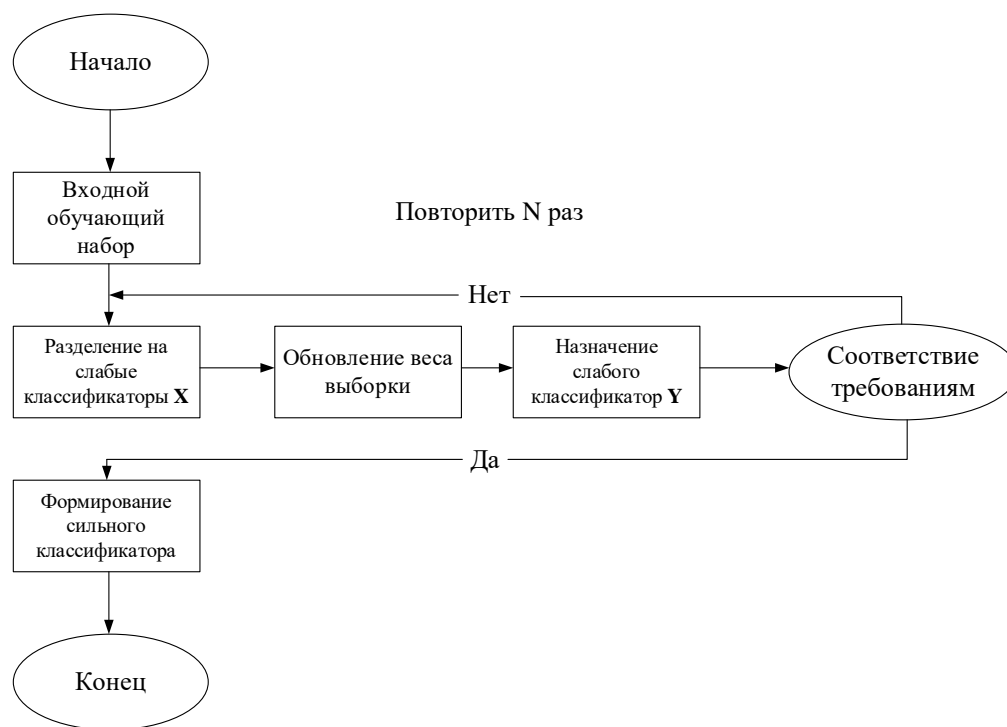 Начало
Входной
обучающий
набор
Повторить N раз
Нет
Разделение на
слабые
классификаторы X
Обновление веса
выборки
Назначение
слабого
классификатор Y
Соответствие
требованиям
Да
Формирование
сильного
классификатора
Конец